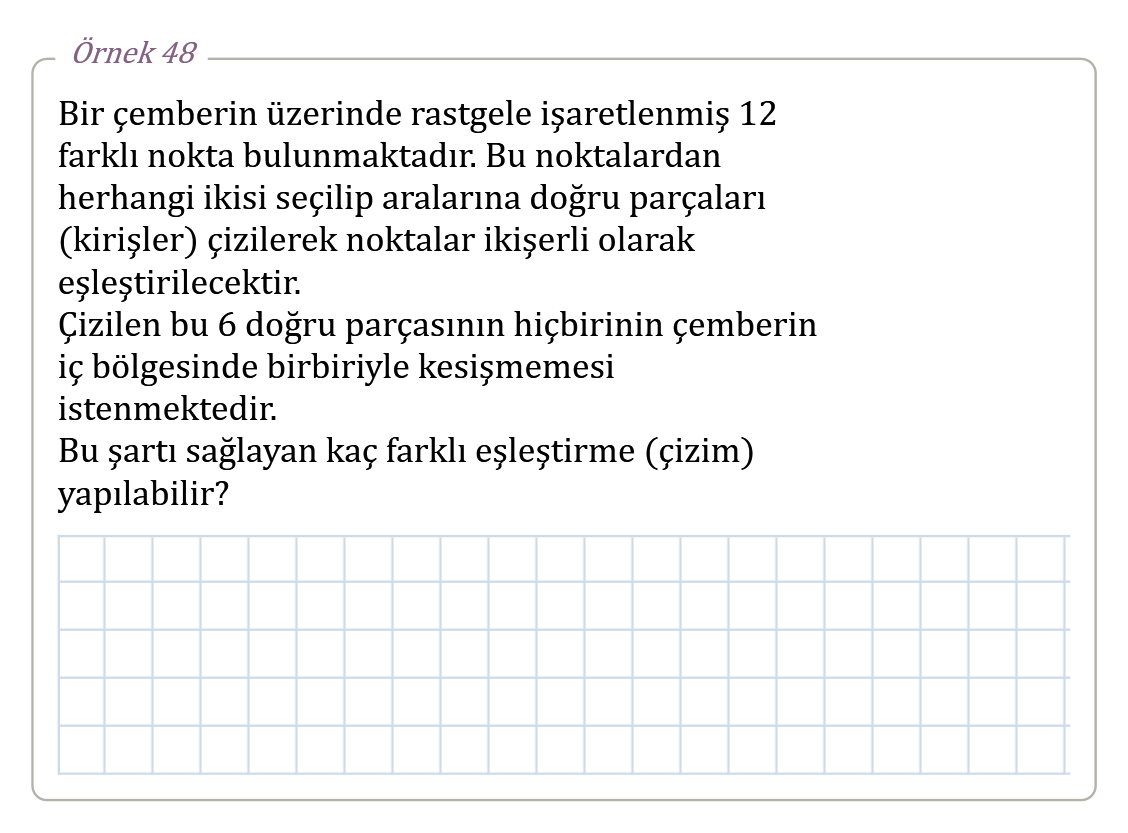 Örnek 48
Bir çemberin üzerinde rastgele işaretlenmiş 12
farklı nokta bulunmaktadır. Bu noktalardan
herhangi ikisi seçilip aralarına doğru parçaları
(kirişler) çizilerek noktalar ikişerli olarak
eşleştirilecektir.
Çizilen bu 6 doğru parçasının hiçbirinin çemberin
iç bölgesinde birbiriyle kesişmemesi
istenmektedir.
Bu şartı sağlayan kaç farklı eşleştirme (çizim)
yapılabilir?